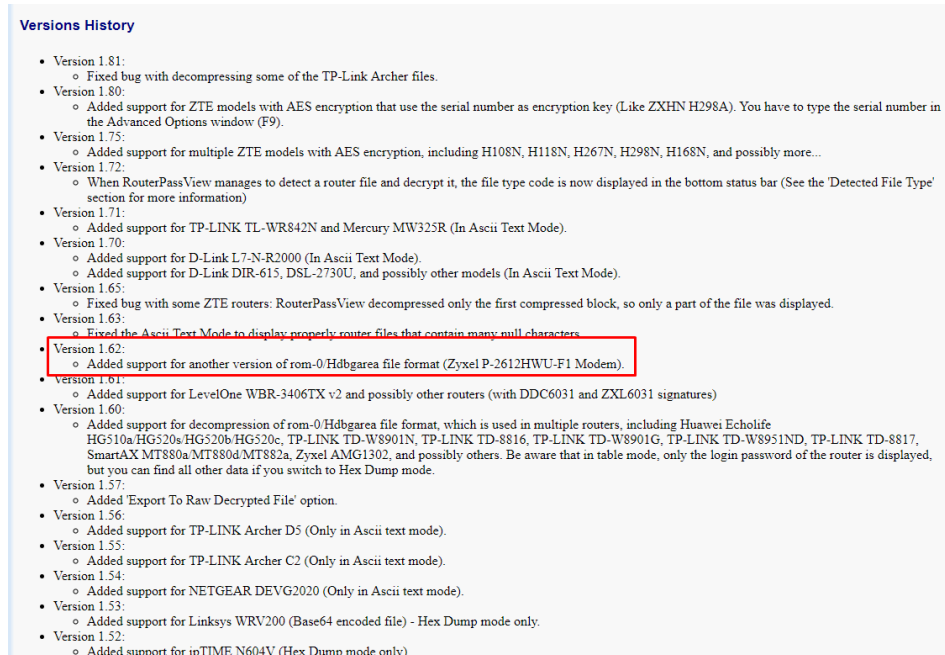 Versions History
Version 1.81:
Fixed bug with decompressing some of the TP-Link Archer files.
Version 1.80:
Added support for ZTE models with AES encryption that use the serial number as encryption key (Like ZXHN H298A). You have to type the serial number in
the Advanced Options window (F9).
Version 1.75:
Added support for multiple ZTE models with AES encryption, including H108N, H118N, H267N, H298N, H168N, and possibly more...
Version 1.72:
When RouterPassView manages to detect a router file and decrypt it, the file type code is now displayed in the bottom status bar (See the 'Detected File Type'
section for more information)
Version 1.71:
Added support for TP-LINK TL-WR842N and Mercury MW325R (In Ascii Text Mode).
Version 1.70:
Added support for D-Link L7-N-R2000 (In Ascii Text Mode).
Added support for D-Link DIR-615, DSL-2730U, and possibly other models (In Ascii Text Mode).
Version 1.65:
Fixed bug with some ZTE routers: RouterPassView decompressed only the first compressed block, so only a part of the file was displayed.
Version 1.63:
Fixed the Ascii Text Mode to display properly router files that contain many null characters
Version 1.62:
Added support for another version of rom-0/Hdbgarea file format (Zyxel P-2612HWU-F1 Modem).
Version 1.61:
Added support for LevelOne WBR-3406TX v2 and possibly other routers (with DDC6031 and ZXL6031 signatures)
Version 1.60:
Added support for decompression of rom-0/Hdbgarea file format, which is used in multiple routers, including Huawei Echolife
HG510a/HG520s/HG520b/HG520c, TP-LINK TD-W8901N, TP-LINK TD-8816, TP-LINK TD-W8901G, TP-LINK TD-W8951ND, TP-LINK TD-8817,
SmartAX MT880a/MT880d/MT882a, Zyxel AMG1302, and possibly others. Be aware that in table mode, only the login password of the router is displayed,
but you can find all other data if you switch to Hex Dump mode.
Version 1.57:
Added 'Export To Raw Decrypted File' option.
Version 1.56:
Added support for TP-LINK Archer D5 (Only in Ascii text mode).
Version 1.55:
Added support for TP-LINK Archer C2 (Only in Ascii text mode).
Version 1.54:
Added support for NETGEAR DEVG2020 (Only in Ascii text mode).
Version 1.53:
Added support for Linksys WRV200 (Base64 encoded file) - Hex Dump mode only.
Version 1.52:
Added support for ipTIME N604V (Hex Dump mode only)